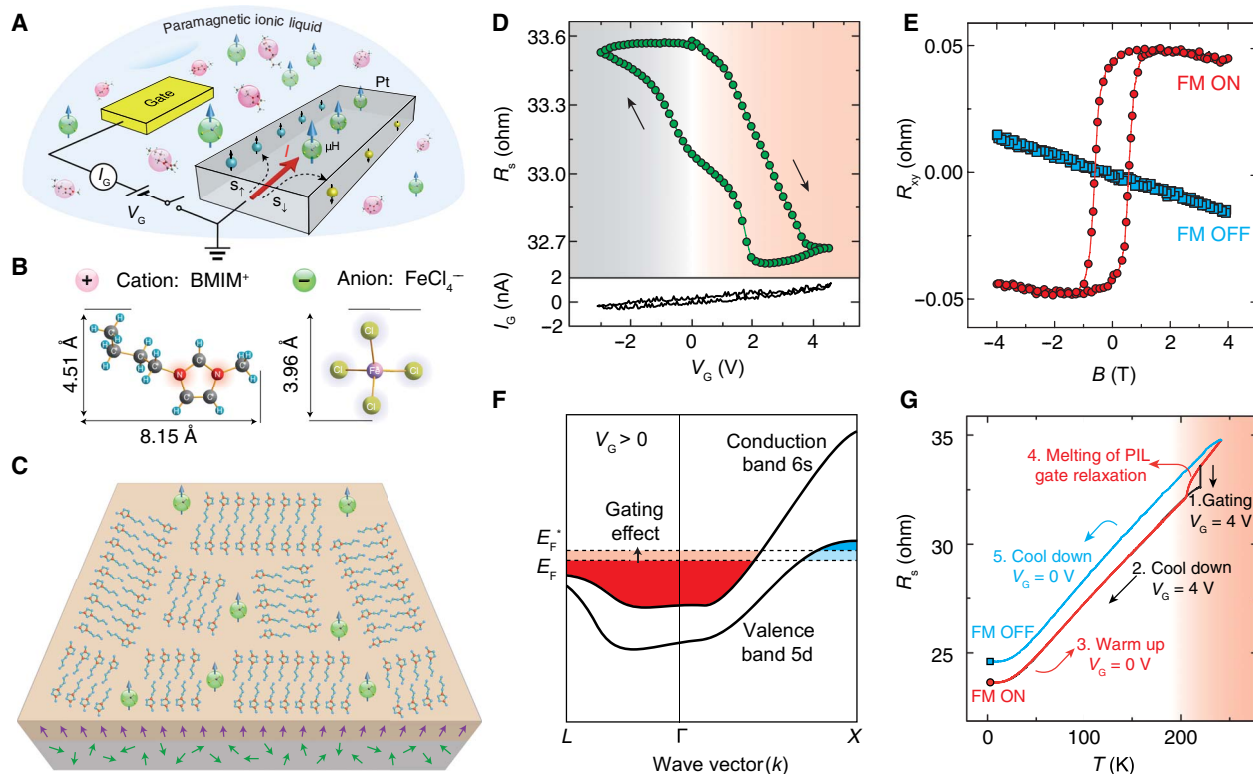 A
Paramagnetic ionic liquid
Gate
Pt
I
μH
S↑
S↓
I_G
V_G
B
+ Cation: BMIM⁺
− Anion: FeCl₄⁻
4.51 Å
8.15 Å
3.96 Å
H
C
N
N
Cl
Cl
Fe
Cl
Cl
C
D
33.6
33.3
33.0
32.7
R_s (ohm)
2
0
−2
I_G (nA)
−2
0
2
4
V_G (V)
E
0.05
0.00
−0.05
R_xy (ohm)
FM ON
FM OFF
−4
−2
0
2
4
B (T)
F
V_G > 0
Conduction
band 6s
Gating
effect
E_F*
E_F
Valence
band 5d
L
Γ
X
Wave vector (k)
G
35
30
25
R_s (ohm)
4. Melting of PIL
gate relaxation
1.Gating
V_G = 4 V
5. Cool down
V_G = 0 V
2. Cool down
V_G = 4 V
FM OFF
3. Warm up
V_G = 0 V
FM ON
0
100
200
T (K)